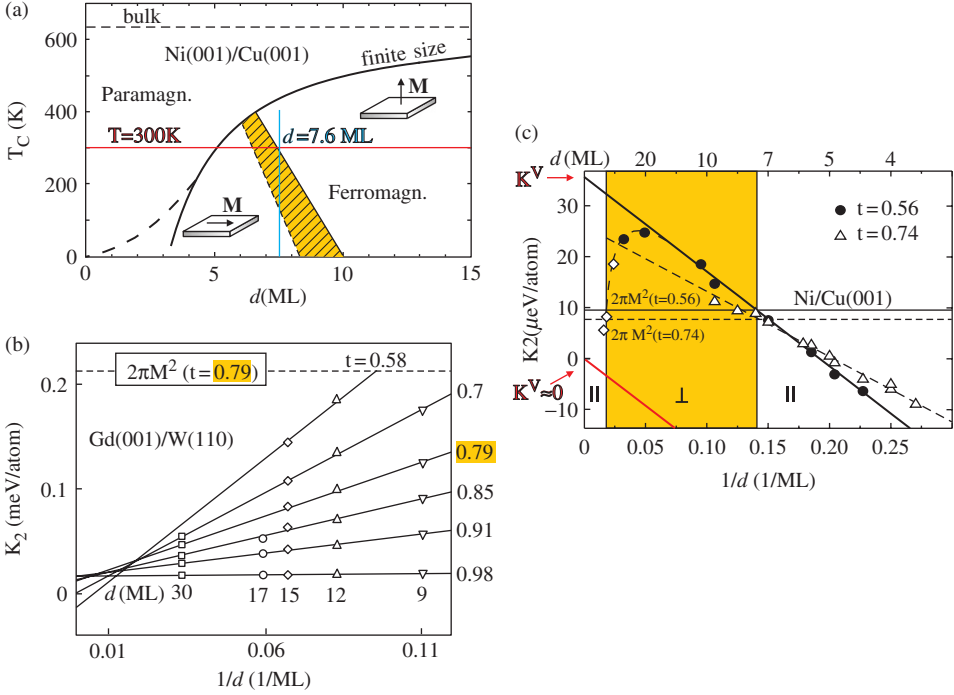 (a)
bulk
600
Ni(001)/Cu(001)
finite size
M
Paramagn.
400
T=300K
d=7.6 ML
T_C (K)
200
Ferromagn.
M
0
0
5
10
15
d(ML)
(b)
2πM² (t=0.79)
t=0.58
0.2
0.7
Gd(001)/W(110)
0.79
0.1
0.85
K₂ (meV/atom)
0.91
0.98
0
d(ML) 30 17 15 12 9
0.01 0.06 0.11
1/d (1/ML)
(c)
d(ML) 20 10 7 5 4
K^V
30
t=0.56
t=0.74
20
Ni/Cu(001)
10
2πM²(t=0.56)
2πM²(t=0.74)
K2(μeV/atom)
0
K^V≈0
−10
|| ⊥ ||
0 0.05 0.10 0.15 0.20 0.25
1/d (1/ML)